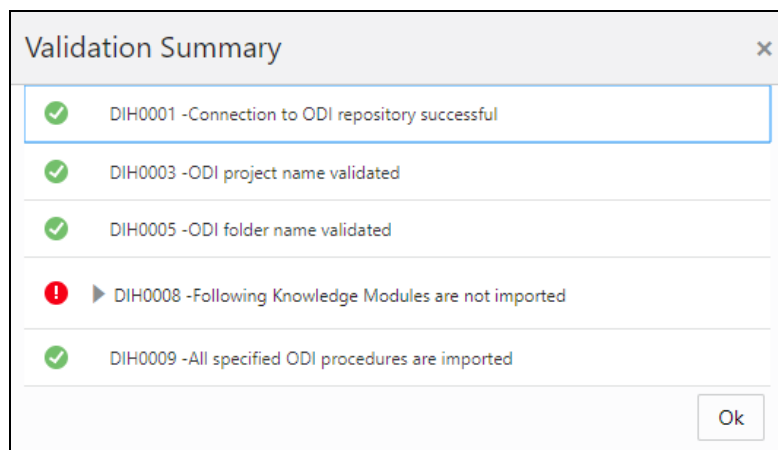 Validation Summary
DIH0001 -Connection to ODI repository successful
DIH0003 -ODI project name validated
DIH0005 -ODI folder name validated
DIH0008 -Following Knowledge Modules are not imported
DIH0009 -All specified ODI procedures are imported
Ok